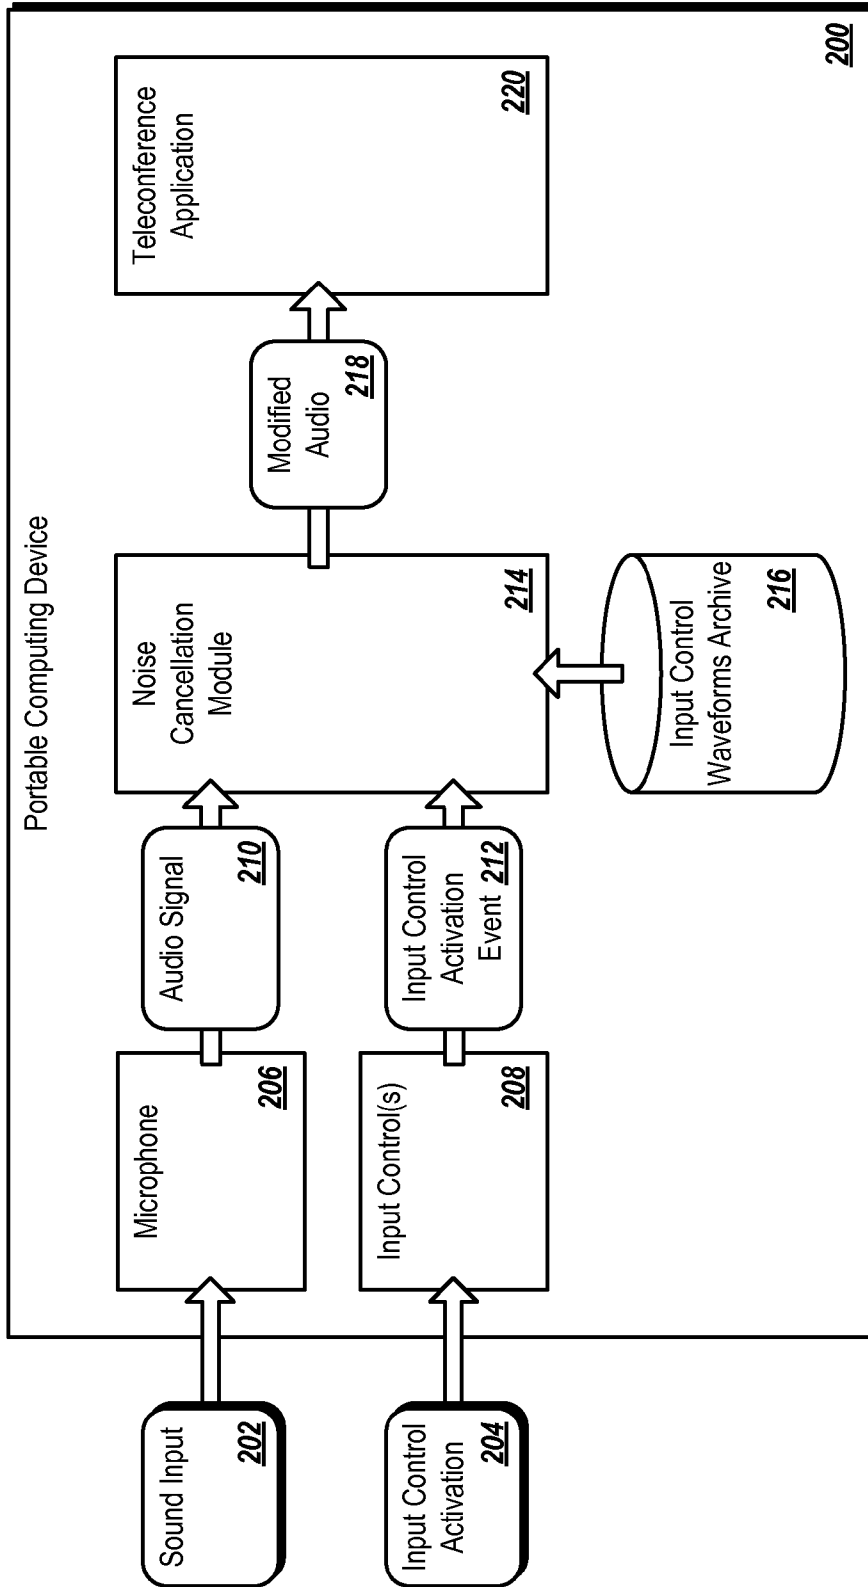 Portable Computing Device
200
Sound Input
202
Microphone
206
Audio Signal
210
Noise
Cancellation
Module
214
Modified
Audio
218
Teleconference
Application
220
Input Control
Activation
204
Input Control(s)
208
Input Control
Activation
Event 212
Input Control
Waveforms Archive
216